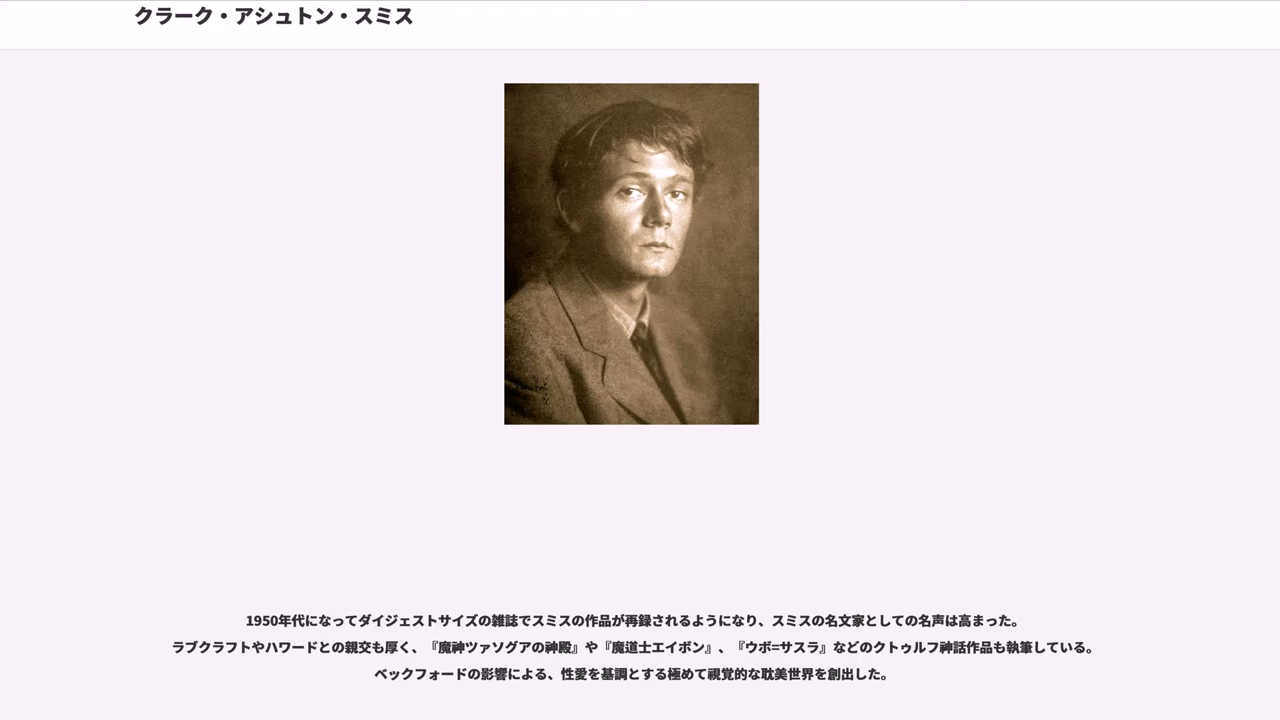 クラーク・アシュトン・スミス
1950年代になってダイジェストサイズの雑誌でスミスの作品が再録されるようになり、スミスの名文家としての名声は高まった。
ラブクラフトやハワードとの親交も厚く、『魔神ツァソグアの神殿』や『魔道士エイボン』、『ウボ=サスラ』などのクトゥルフ神話作品も執筆している。
ベックフォードの影響による、性愛を基調とする極めて視覚的な耽美世界を創出した。